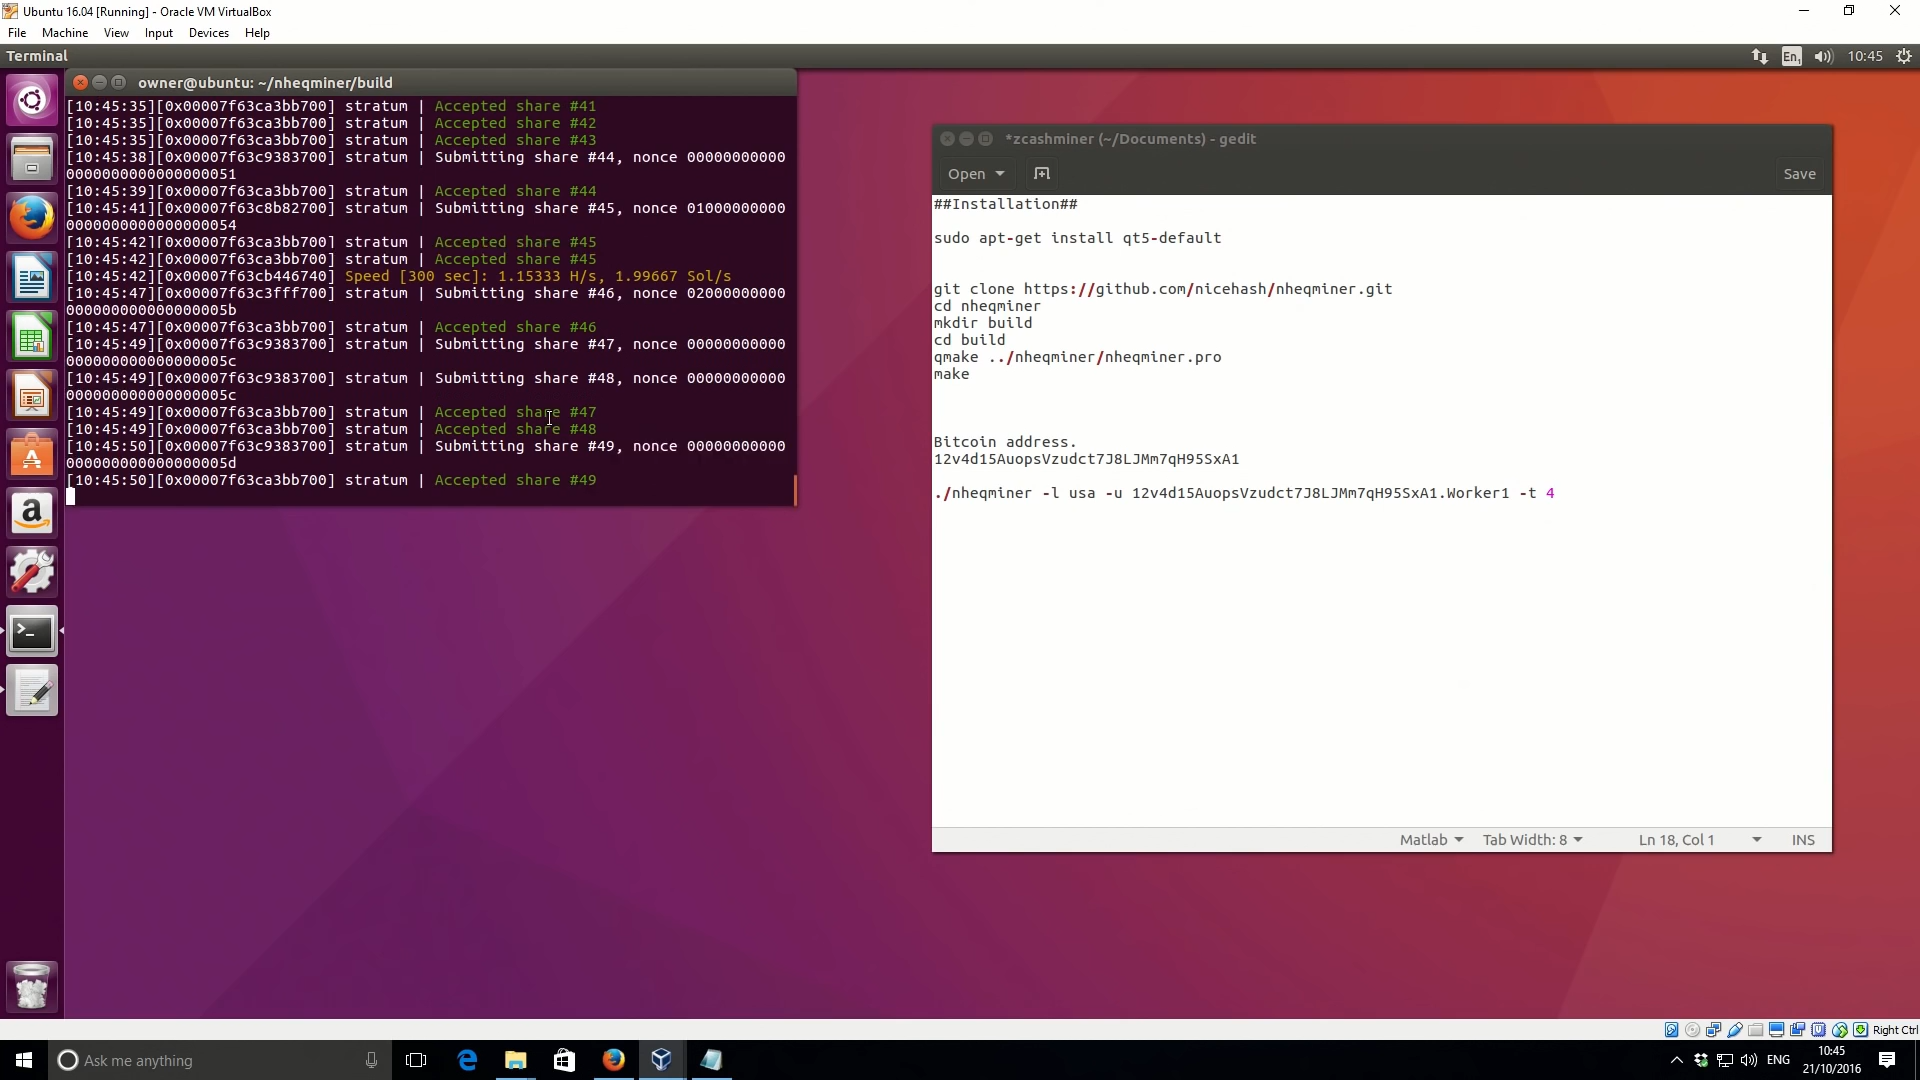 Ubuntu 16.04 [Running] - Oracle VM VirtualBox
File Machine View Input Devices Help
Terminal
En1
10:45
owner@ubuntu: ~/nheqminer/build
[10:45:35][0x00007f63ca3bb700] stratum | Accepted share #41
[10:45:35][0x00007f63ca3bb700] stratum | Accepted share #42
[10:45:35][0x00007f63ca3bb700] stratum | Accepted share #43
[10:45:38][0x00007f63c9383700] stratum | Submitting share #44, nonce 00000000000
0000000000000000051
[10:45:39][0x00007f63ca3bb700] stratum | Accepted share #44
[10:45:41][0x00007f63c8b82700] stratum | Submitting share #45, nonce 01000000000
0000000000000000054
[10:45:42][0x00007f63ca3bb700] stratum | Accepted share #45
[10:45:42][0x00007f63ca3bb700] stratum | Accepted share #45
[10:45:42][0x00007f63cb446740] Speed [300 sec]: 1.15333 H/s, 1.99667 Sol/s
[10:45:47][0x00007f63c3fff700] stratum | Submitting share #46, nonce 02000000000
000000000000000005b
[10:45:47][0x00007f63ca3bb700] stratum | Accepted share #46
[10:45:49][0x00007f63c9383700] stratum | Submitting share #47, nonce 00000000000
000000000000000005c
[10:45:49][0x00007f63c9383700] stratum | Submitting share #48, nonce 00000000000
000000000000000005c
[10:45:49][0x00007f63ca3bb700] stratum | Accepted share #47
[10:45:49][0x00007f63ca3bb700] stratum | Accepted share #48
[10:45:50][0x00007f63c9383700] stratum | Submitting share #49, nonce 00000000000
000000000000000005d
[10:45:50][0x00007f63ca3bb700] stratum | Accepted share #49
*zcashminer (~/Documents) - gedit
Open
Save
##Installation##
sudo apt-get install qt5-default
git clone https://github.com/nicehash/nheqminer.git
cd nheqminer
mkdir build
cd build
qmake ../nheqminer/nheqminer.pro
make
Bitcoin address.
12v4d15AuopsVzudct7J8LJMm7qH95SxA1
./nheqminer -l usa -u 12v4d15AuopsVzudct7J8LJMm7qH95SxA1.Worker1 -t 4
Matlab Tab Width: 8 Ln 18, Col 1 INS
Right Ctrl
Ask me anything
ENG
10:45
21/10/2016